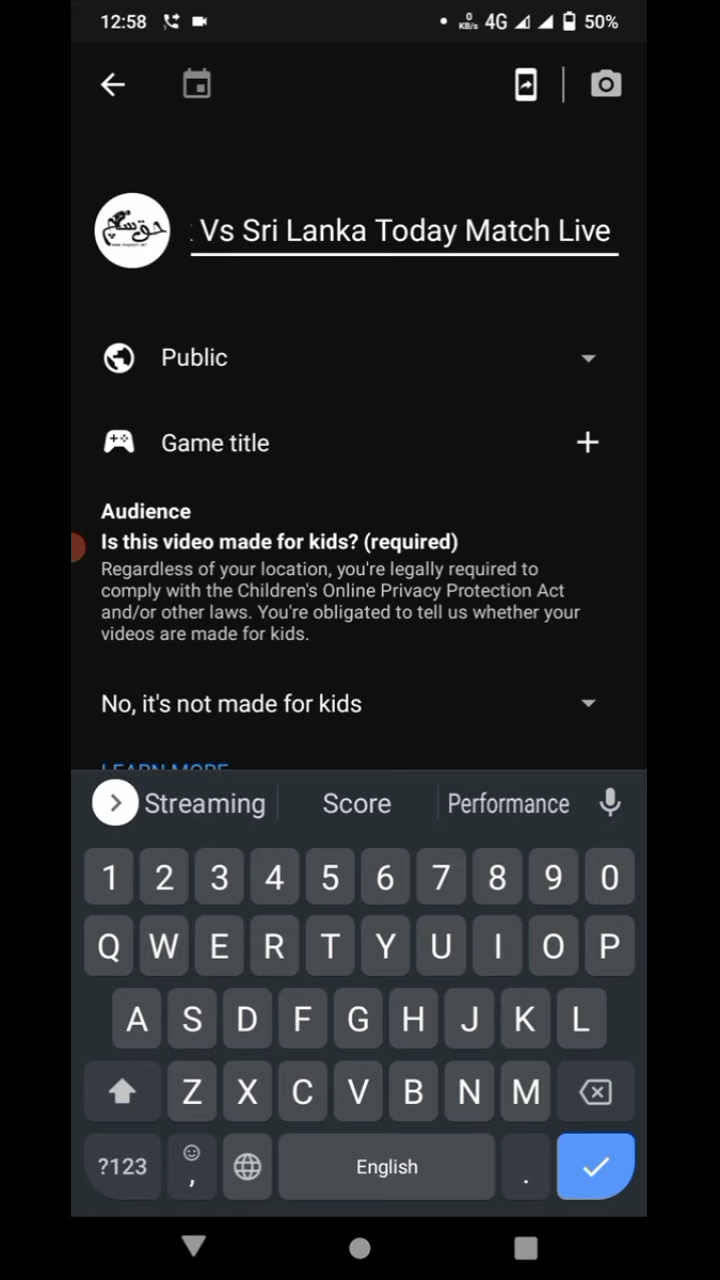 12:58
0
KB/s
4G
50%
حق سچ
Vs Sri Lanka Today Match Live
Public
Game title
Audience
Is this video made for kids? (required)
Regardless of your location, you're legally required to
comply with the Children's Online Privacy Protection Act
and/or other laws. You're obligated to tell us whether your
videos are made for kids.
No, it's not made for kids
LEARN MORE
Streaming Score Performance
1 2 3 4 5 6 7 8 9 0
Q W E R T Y U I O P
A S D F G H J K L
Z X C V B N M
?123 , English .